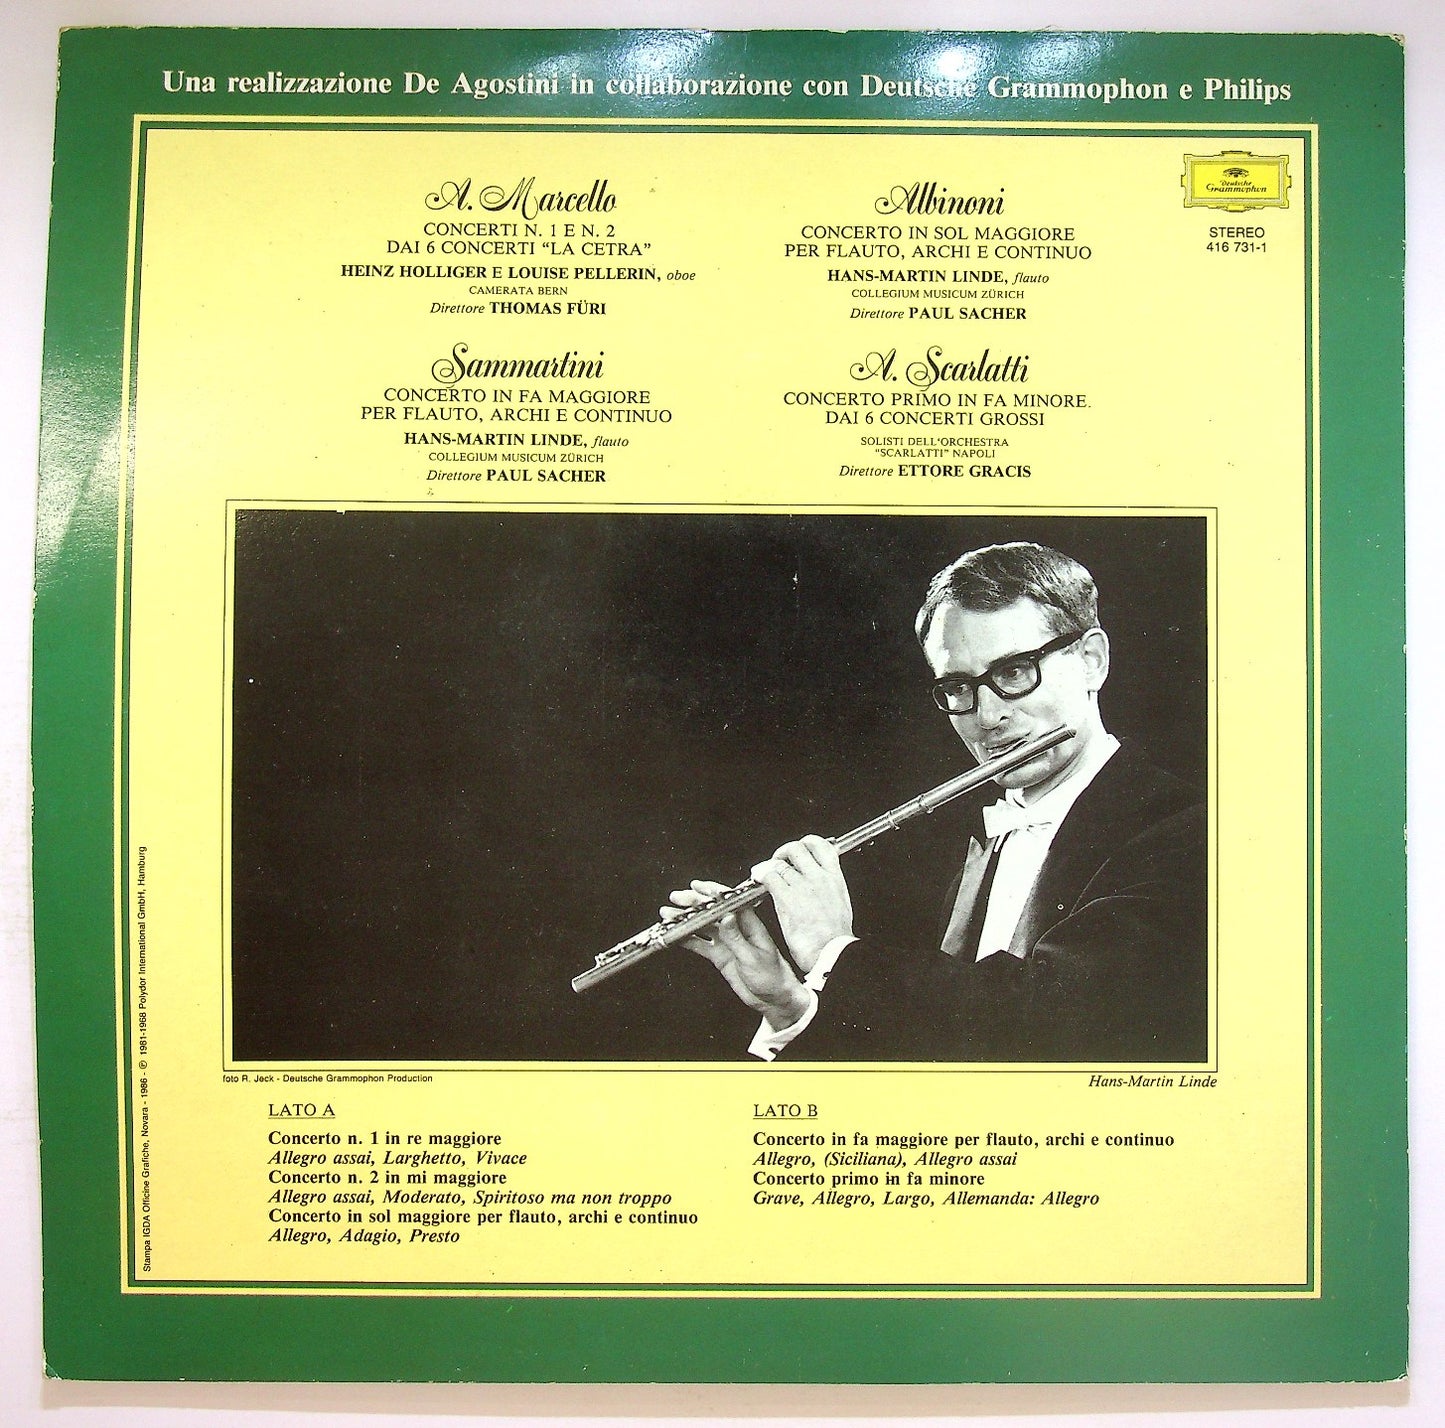 Una realizzazione De Agostini in collaborazione con Deutsche Grammophon e Philips
Deutsche
Grammophon
STEREO
416 731-1
A. Marcello
CONCERTI N. 1 E N. 2
DAI 6 CONCERTI “LA CETRA”
HEINZ HOLLIGER E LOUISE PELLERIN, oboe
CAMERATA BERN
Direttore THOMAS FÜRI
Albinoni
CONCERTO IN SOL MAGGIORE
PER FLAUTO, ARCHI E CONTINUO
HANS-MARTIN LINDE, flauto
COLLEGIUM MUSICUM ZÜRICH
Direttore PAUL SACHER
Sammartini
CONCERTO IN FA MAGGIORE
PER FLAUTO, ARCHI E CONTINUO
HANS-MARTIN LINDE, flauto
COLLEGIUM MUSICUM ZÜRICH
Direttore PAUL SACHER
A. Scarlatti
CONCERTO PRIMO IN FA MINORE.
DAI 6 CONCERTI GROSSI
SOLISTI DELL'ORCHESTRA
“SCARLATTI” NAPOLI
Direttore ETTORE GRACIS
Stampa IGDA Officine Grafiche, Novara - 1986 - ℗ 1981-1968 Polydor International GmbH, Hamburg
foto R. Jeck - Deutsche Grammophon Production
Hans-Martin Linde
LATO A
Concerto n. 1 in re maggiore
Allegro assai, Larghetto, Vivace
Concerto n. 2 in mi maggiore
Allegro assai, Moderato, Spiritoso ma non troppo
Concerto in sol maggiore per flauto, archi e continuo
Allegro, Adagio, Presto
LATO B
Concerto in fa maggiore per flauto, archi e continuo
Allegro, (Siciliana), Allegro assai
Concerto primo in fa minore
Grave, Allegro, Largo, Allemanda: Allegro